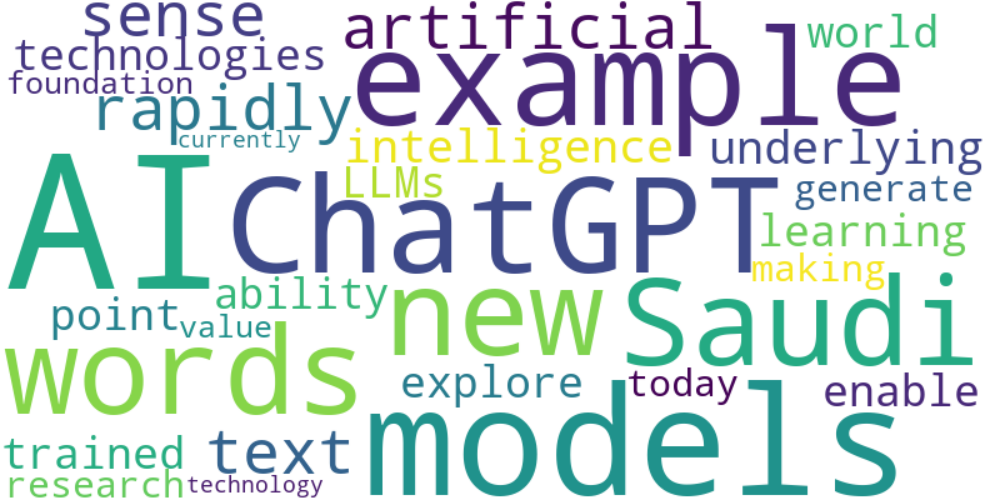 sense artificial world
technologies example
foundation
rapidly
currently intelligence underlying
AI ChatGPT LLMs generate
learning
making
ability new Saudi
point value
words explore today enable
models
trained text
research technology